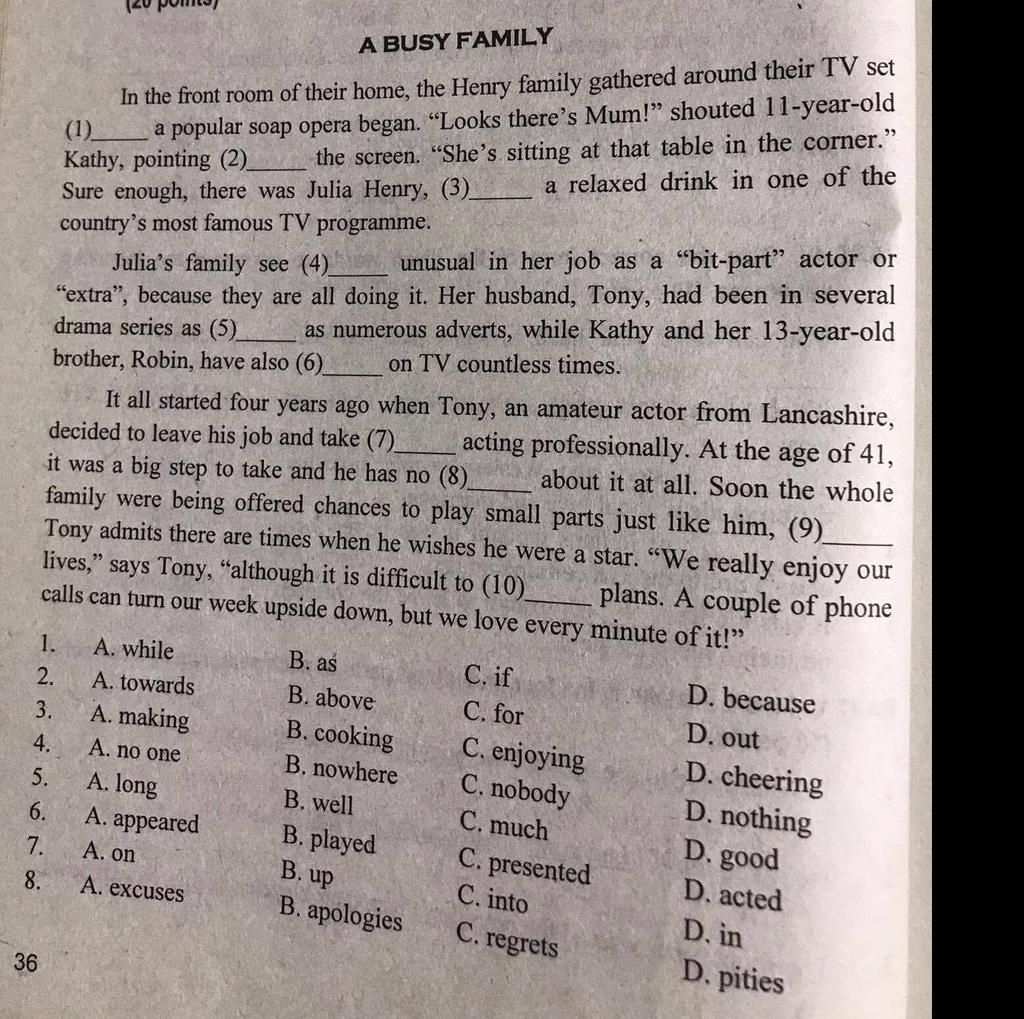 (20 points)
A BUSY FAMILY
In the front room of their home, the Henry family gathered around their TV set
(1)_____ a popular soap opera began. “Looks there’s Mum!” shouted 11-year-old
Kathy, pointing (2)_____ the screen. “She’s sitting at that table in the corner.”
Sure enough, there was Julia Henry, (3)_____ a relaxed drink in one of the
country’s most famous TV programme.
Julia’s family see (4)_____ unusual in her job as a “bit-part” actor or
“extra”, because they are all doing it. Her husband, Tony, had been in several
drama series as (5)_____ as numerous adverts, while Kathy and her 13-year-old
brother, Robin, have also (6)_____ on TV countless times.
It all started four years ago when Tony, an amateur actor from Lancashire,
decided to leave his job and take (7)_____ acting professionally. At the age of 41,
it was a big step to take and he has no (8)_____ about it at all. Soon the whole
family were being offered chances to play small parts just like him, (9)_____
Tony admits there are times when he wishes he were a star. “We really enjoy our
lives,” says Tony, “although it is difficult to (10)_____ plans. A couple of phone
calls can turn our week upside down, but we love every minute of it!”
1. A. while B. as C. if D. because
2. A. towards B. above C. for D. out
3. A. making B. cooking C. enjoying D. cheering
4. A. no one B. nowhere C. nobody D. nothing
5. A. long B. well C. much D. good
6. A. appeared B. played C. presented D. acted
7. A. on B. up C. into D. in
8. A. excuses B. apologies C. regrets D. pities
36